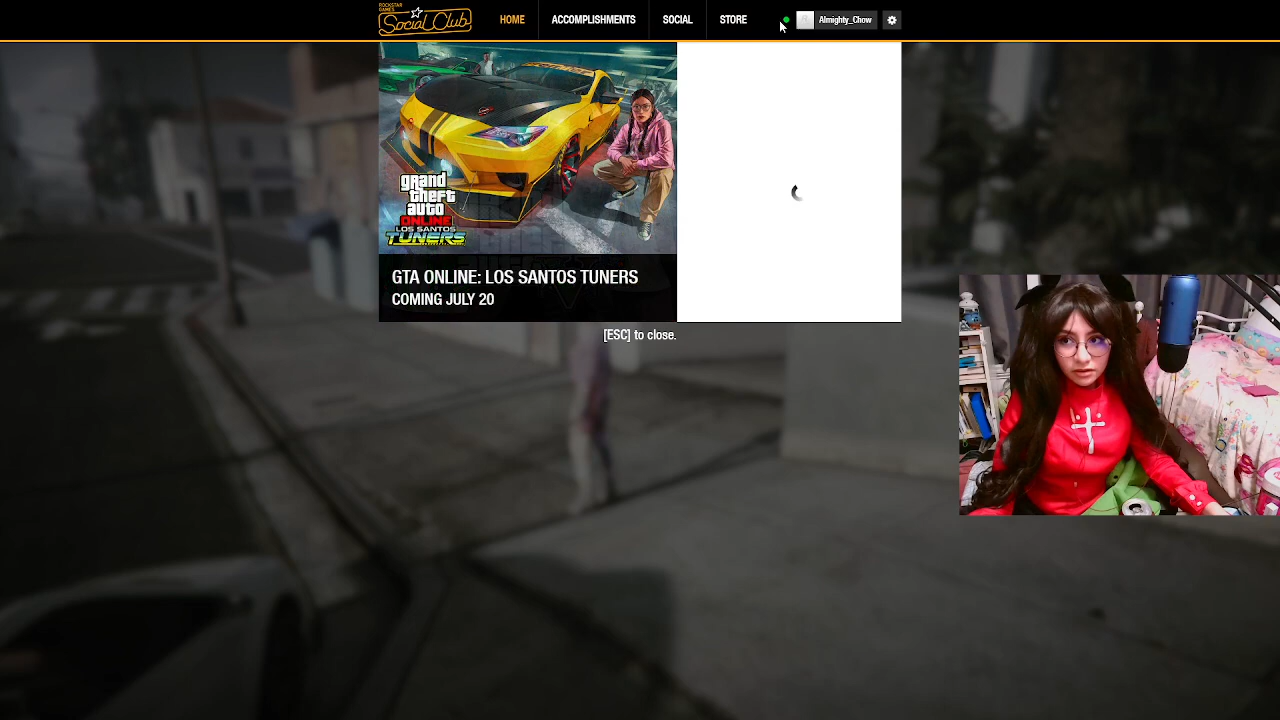 ROCKSTAR
GAMES
Social Club
HOME
ACCOMPLISHMENTS
SOCIAL
STORE
Almighty_Chow
grand
theft
auto
ONLINE
LOS SANTOS
TUNERS
GTA ONLINE: LOS SANTOS TUNERS
COMING JULY 20
[ESC] to close.